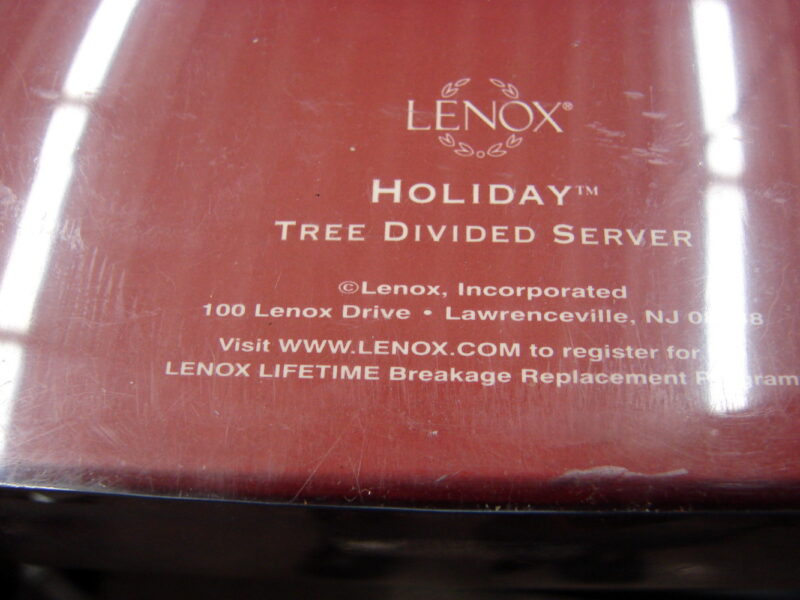 LENOX®
HOLIDAY™
TREE DIVIDED SERVER
©Lenox, Incorporated
100 Lenox Drive • Lawrenceville, NJ
Visit WWW.LENOX.COM to register for
LENOX LIFETIME Breakage Replacement Program